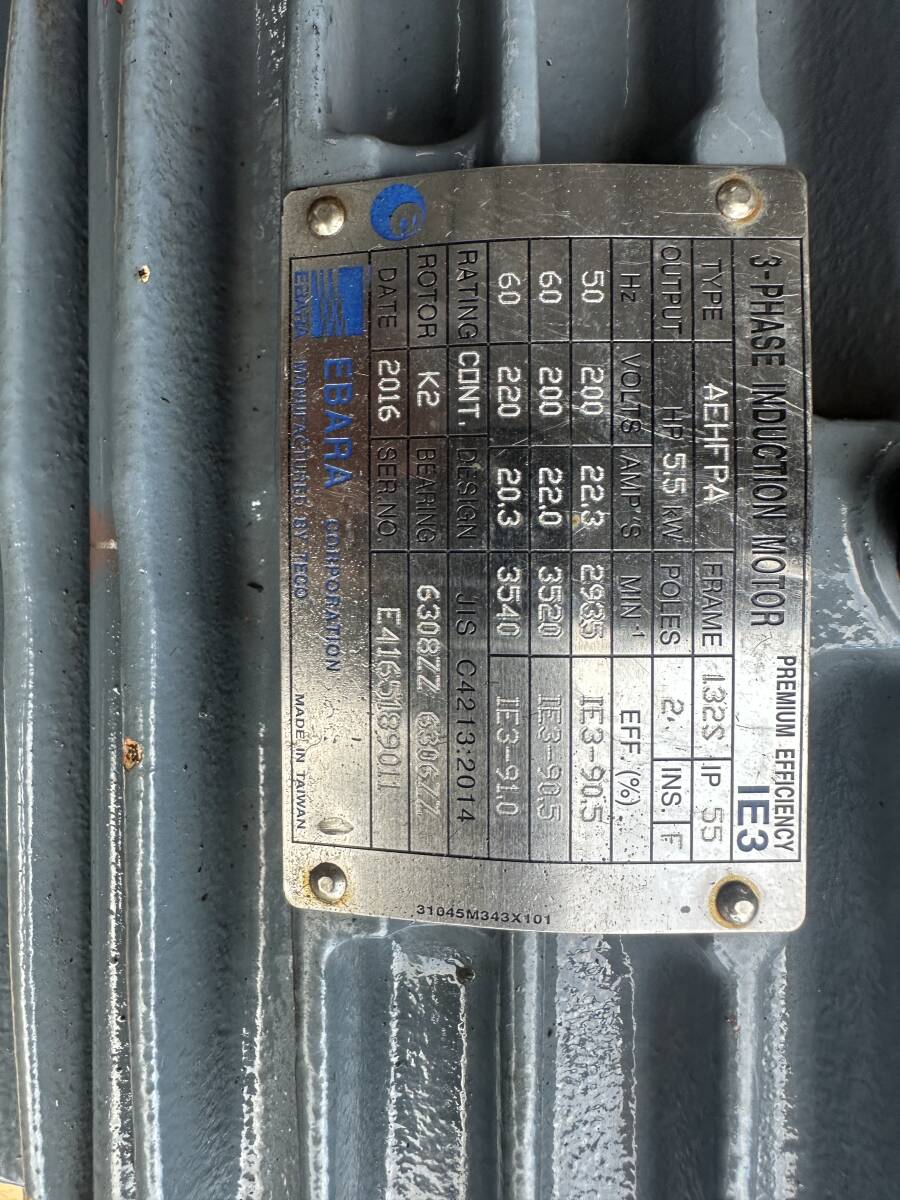 3-PHASE INDUCTION MOTOR PREMIUM EFFICIENCY IE3
TYPE AEHFPA FRAME 132S IP 55
OUTPUT HP 5.5 kW POLES 2 INS. F
Hz VOLTS AMP'S MIN-1 EFF. (%)
50 200 22.3 2935 IE3-90.5
60 200 22.0 3520 IE3-90.5
60 220 20.3 3540 IE3-91.0
RATING CONT. DESIGN JIS C4213:2014
ROTOR K2 BEARING 6308ZZ 6306ZZ
DATE 2016 SER.NO. E4165189011
EBARA EBARA CORPORATION
MANUFACTURED BY TECO MADE IN TAIWAN
31045M343X101